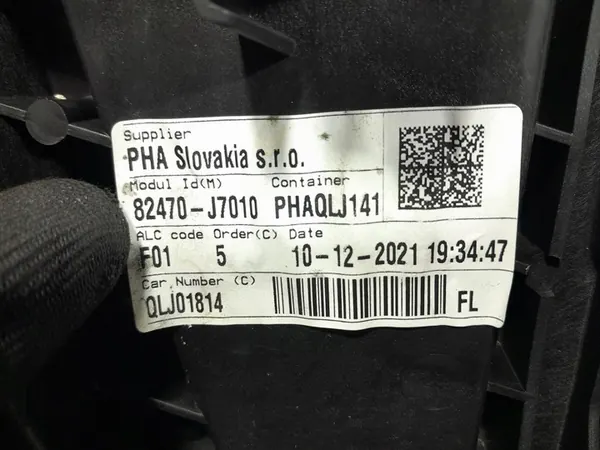 Supplier
PHA Slovakia s.r.o.
Modul Id(M) Container
82470-J7010 PHAQLJ141
ALC code Order(C) Date
F01 5 10-12-2021 19:34:47
Car Number (C)
QLJ01814 FL